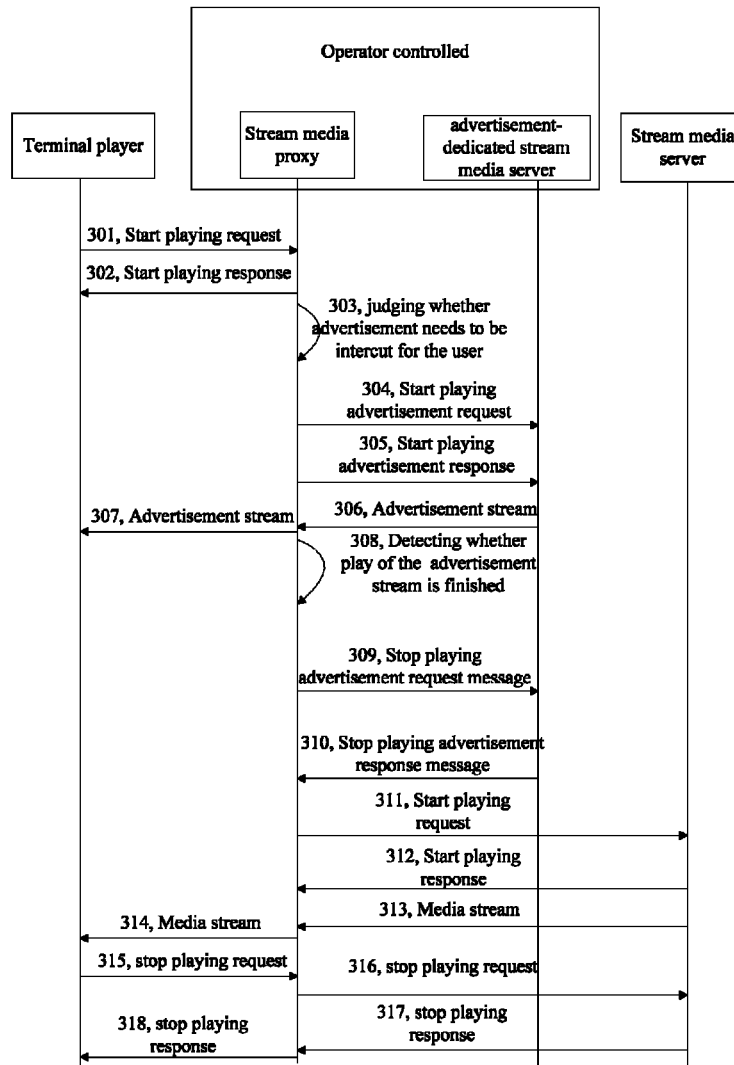 Operator controlled
Terminal player
Stream media
proxy
advertisement-
dedicated stream
media server
Stream media
server
301, Start playing request
302, Start playing response
303, judging whether
advertisement needs to be
intercut for the user
304, Start playing
advertisement request
305, Start playing
advertisement response
306, Advertisement stream
307, Advertisement stream
308, Detecting whether
play of the advertisement
stream is finished
309, Stop playing
advertisement request message
310, Stop playing advertisement
response message
311, Start playing
request
312, Start playing
response
313, Media stream
314, Media stream
315, stop playing request
316, stop playing request
317, stop playing
response
318, stop playing
response